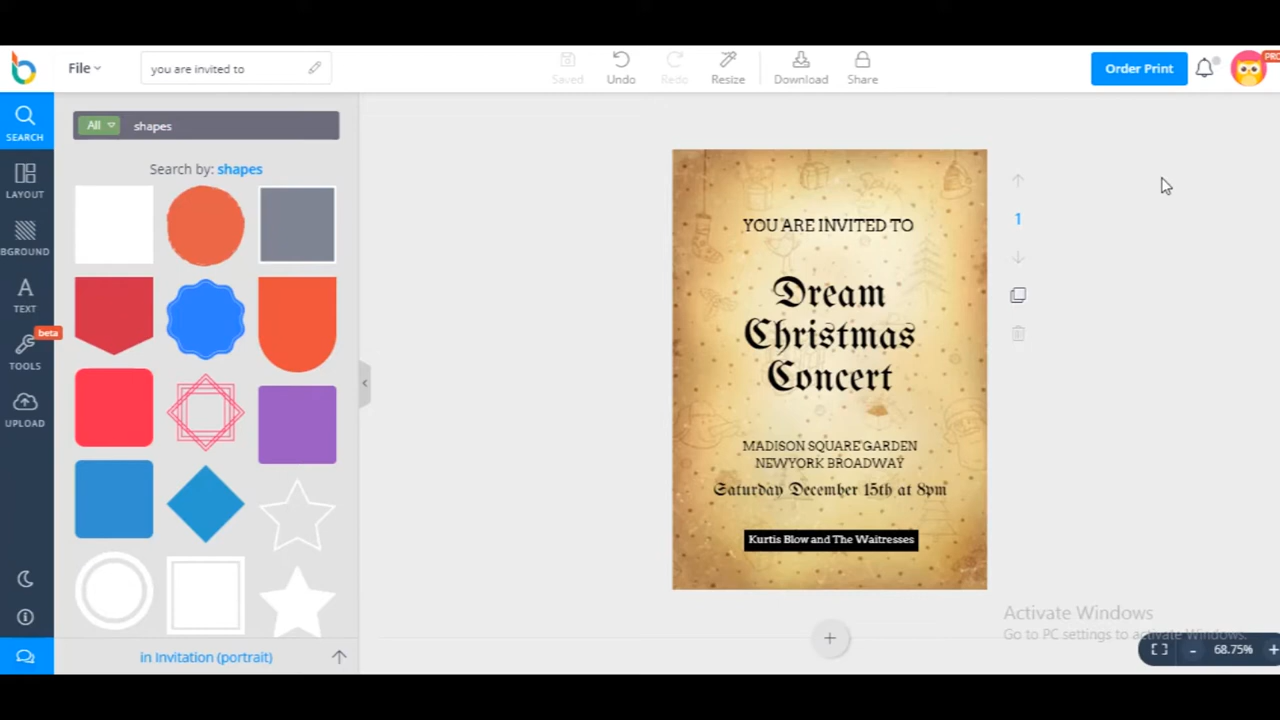 File
you are invited to
Saved
Undo
Redo
Resize
Download
Share
Order Print
PRO
SEARCH
LAYOUT
BGROUND
TEXT
beta
TOOLS
UPLOAD
All
shapes
Search by: shapes
in Invitation (portrait)
YOU ARE INVITED TO
Dream
Christmas
Concert
MADISON SQUARE GARDEN
NEWYORK BROADWAY
Saturday December 15th at 8pm
Kurtis Blow and The Waitresses
1
+
Activate Windows
Go to PC settings to activate Windows.
- 68.75% +